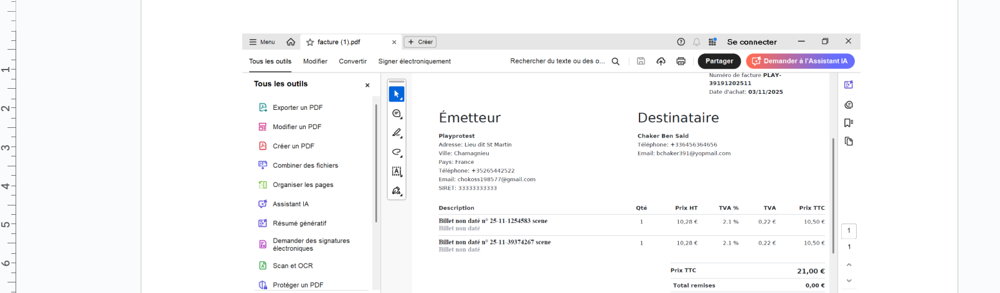 Menu
facture (1).pdf
Créer
Se connecter
Tous les outils Modifier Convertir Signer électroniquement Rechercher du texte ou des o... Partager Demander à l'Assistant IA
Tous les outils
Exporter un PDF
Modifier un PDF
Créer un PDF
Combiner des fichiers
Organiser les pages
Assistant IA
Résumé génératif
Demander des signatures
électroniques
Scan et OCR
Protéger un PDF
Numéro de facture PLAY-
39191202511
Date d'achat: 03/11/2025
Émetteur
Playprotest
Adresse: Lieu dit St Martin
Ville: Chamagnieu
Pays: France
Téléphone: +35265442522
Email: chokoss198577@gmail.com
SIRET: 33333333333
Destinataire
Chaker Ben Said
Téléphone: +336456364656
Email: bchaker391@yopmail.com
Description Qté Prix HT TVA % TVA Prix TTC
Billet non daté n° 25-11-1254583 scene 1 10,28 € 2.1 % 0,22 € 10,50 €
Billet non daté
Billet non daté n° 25-11-39374267 scene 1 10,28 € 2.1 % 0,22 € 10,50 €
Billet non daté
Prix TTC 21,00 €
Total remises 0,00 €
1
1
1
2
3
4
5
6